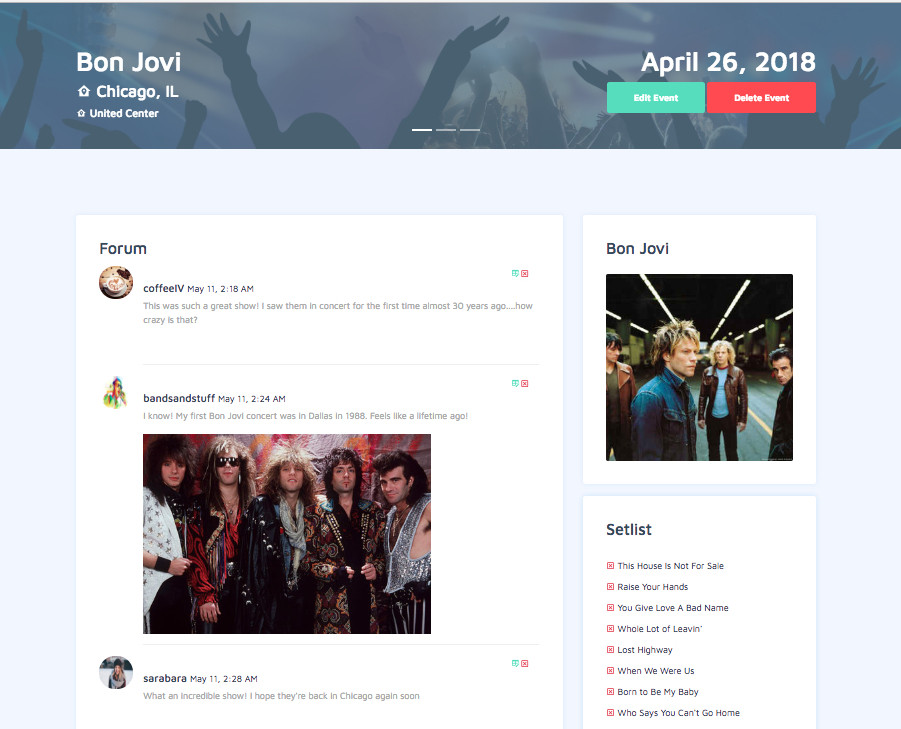 Bon Jovi
Chicago, IL
United Center
April 26, 2018
Edit Event
Delete Event
Forum
coffeeIV May 11, 2:18 AM
This was such a great show! I saw them in concert for the first time almost 30 years ago....how
crazy is that?
bandsandstuff May 11, 2:24 AM
I know! My first Bon Jovi concert was in Dallas in 1988. Feels like a lifetime ago!
sarabara May 11, 2:28 AM
What an incredible show! I hope they're back in Chicago again soon
Bon Jovi
Setlist
This House Is Not For Sale
Raise Your Hands
You Give Love A Bad Name
Whole Lot of Leavin'
Lost Highway
When We Were Us
Born to Be My Baby
Who Says You Can't Go Home